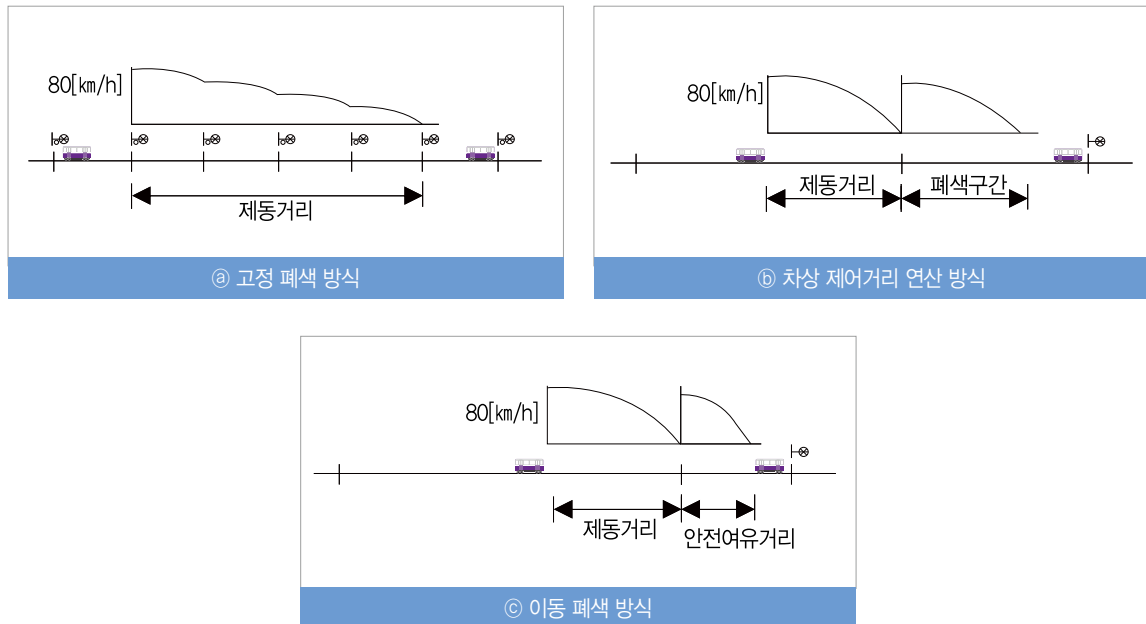 80[km/h]
제동거리
ⓐ 고정 폐색 방식
80[km/h]
제동거리
폐색구간
ⓑ 차상 제어거리 연산 방식
80[km/h]
제동거리
안전여유거리
ⓒ 이동 폐색 방식